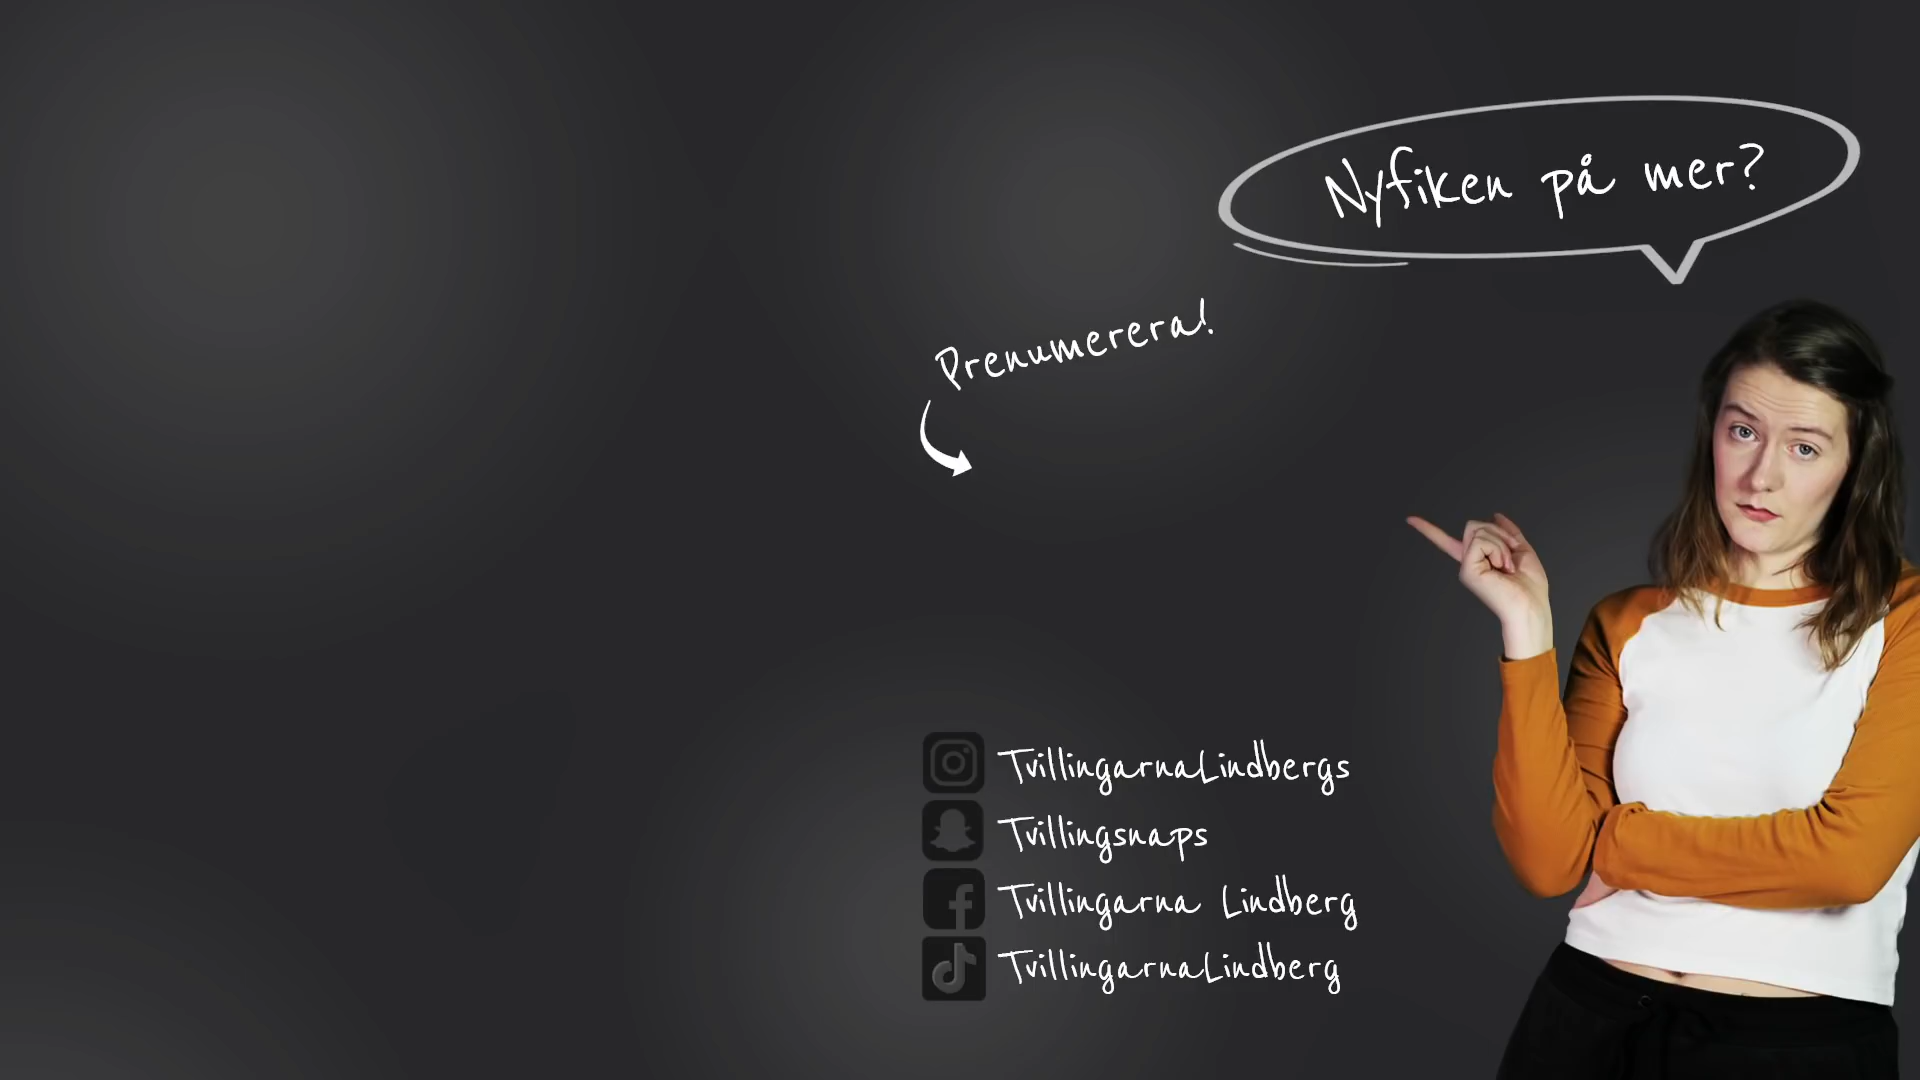 Nyfiken på mer?
Prenumerera!
TvillingarnaLindbergs
Tvillingsnaps
Tvillingarna Lindberg
TvillingarnaLindberg